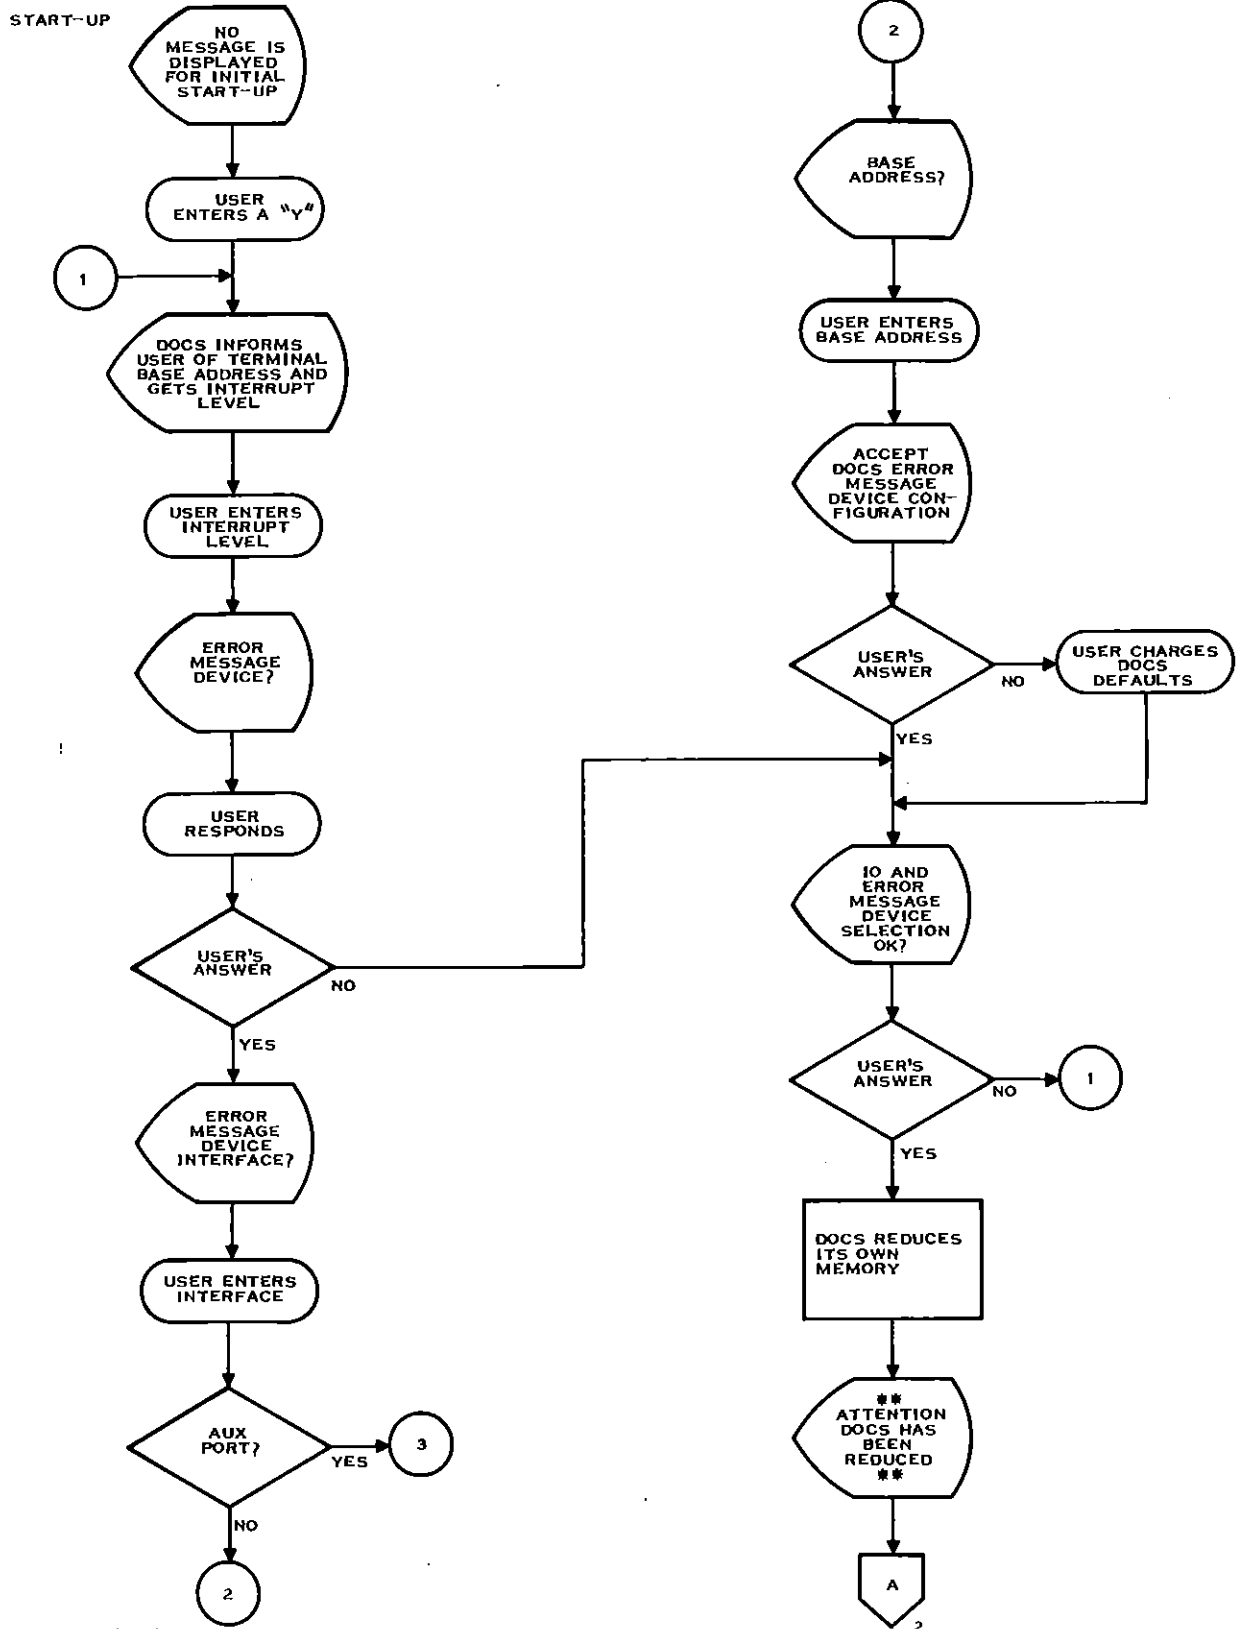 START-UP
NO
MESSAGE IS
DISPLAYED
FOR INITIAL
START-UP
USER
ENTERS A "Y"
1
DOCS INFORMS
USER OF TERMINAL
BASE ADDRESS AND
GETS INTERRUPT
LEVEL
USER ENTERS
INTERRUPT
LEVEL
ERROR
MESSAGE
DEVICE?
USER
RESPONDS
USER'S
ANSWER
NO
YES
ERROR
MESSAGE
DEVICE
INTERFACE?
USER ENTERS
INTERFACE
AUX
PORT?
YES
3
NO
2
2
BASE
ADDRESS?
USER ENTERS
BASE ADDRESS
ACCEPT
DOCS ERROR
MESSAGE
DEVICE CON-
FIGURATION
USER'S
ANSWER
NO
USER CHARGES
DOCS
DEFAULTS
YES
IO AND
ERROR
MESSAGE
DEVICE
SELECTION
OK?
USER'S
ANSWER
NO
1
YES
DOCS REDUCES
ITS OWN
MEMORY
**
ATTENTION
DOCS HAS
BEEN
REDUCED
**
A
2